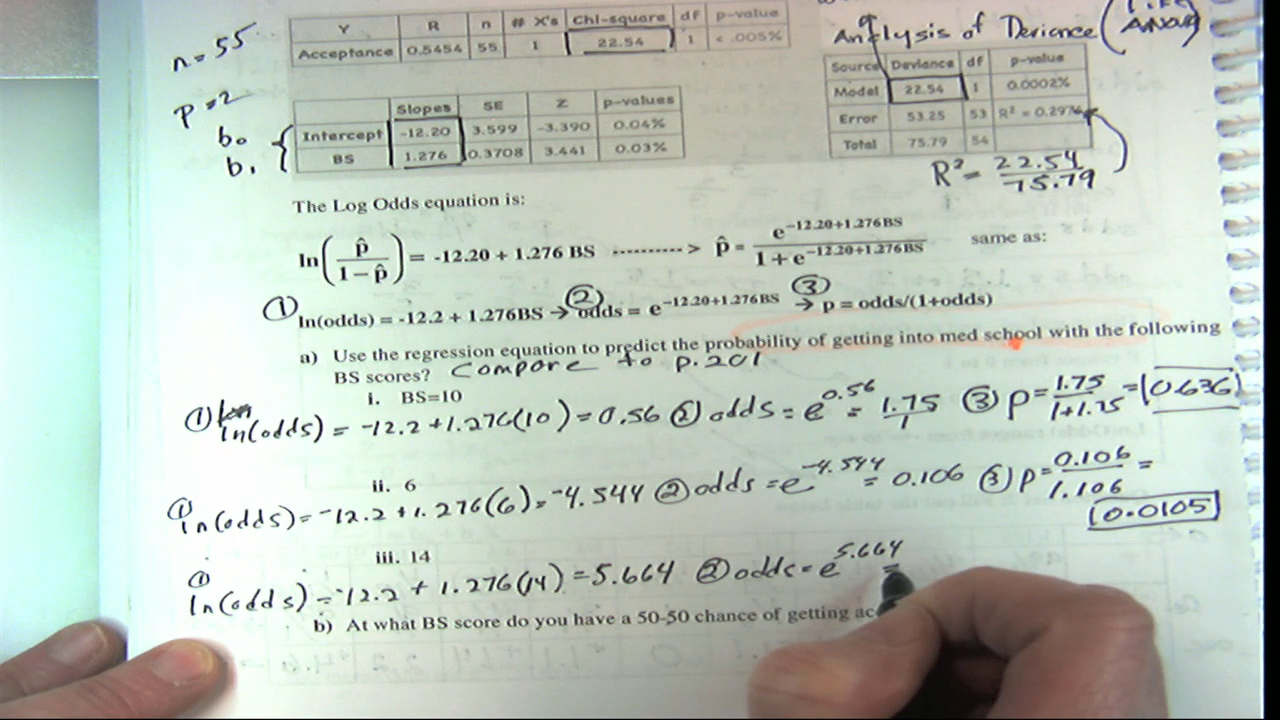 n = 55
Y R n # X's Chi-square df p-value
Acceptance 0.5454 55 1 22.54 1 < .005%
Analysis of Deviance (Like ANOVA)
Source Deviance df p-value
Model 22.54 1 0.0002%
Error 53.25 53 R² = 0.2974
Total 75.79 54
p = 2
b₀
b₁
Slopes SE Z p-values
Intercept -12.20 3.599 -3.390 0.04%
BS 1.276 0.3708 3.441 0.03%
R² = 22.54/75.79
The Log Odds equation is:
ln(p̂/(1-p̂)) = -12.20 + 1.276 BS ----------> p̂ = e^(-12.20+1.276BS)/(1+e^(-12.20+1.276BS)) same as:
① ln(odds) = -12.2 + 1.276BS → ② odds = e^(-12.20+1.276BS) ③ → p = odds/(1+odds)
a) Use the regression equation to predict the probability of getting into med school with the following
BS scores? Compare to p. 201
i. BS=10
① ln(odds) = -12.2 + 1.276(10) = 0.56 ② odds = e^0.56 = 1.75/1 ③ p = 1.75/(1+1.75) = 0.636
ii. 6
① ln(odds) = -12.2 + 1.276(6) = -4.544 ② odds = e^-4.544 = 0.106 ③ p = 0.106/1.106 =
0.0105
iii. 14
① ln(odds) = -12.2 + 1.276(14) = 5.664 ② odds = e^5.664 =
b) At what BS score do you have a 50-50 chance of getting